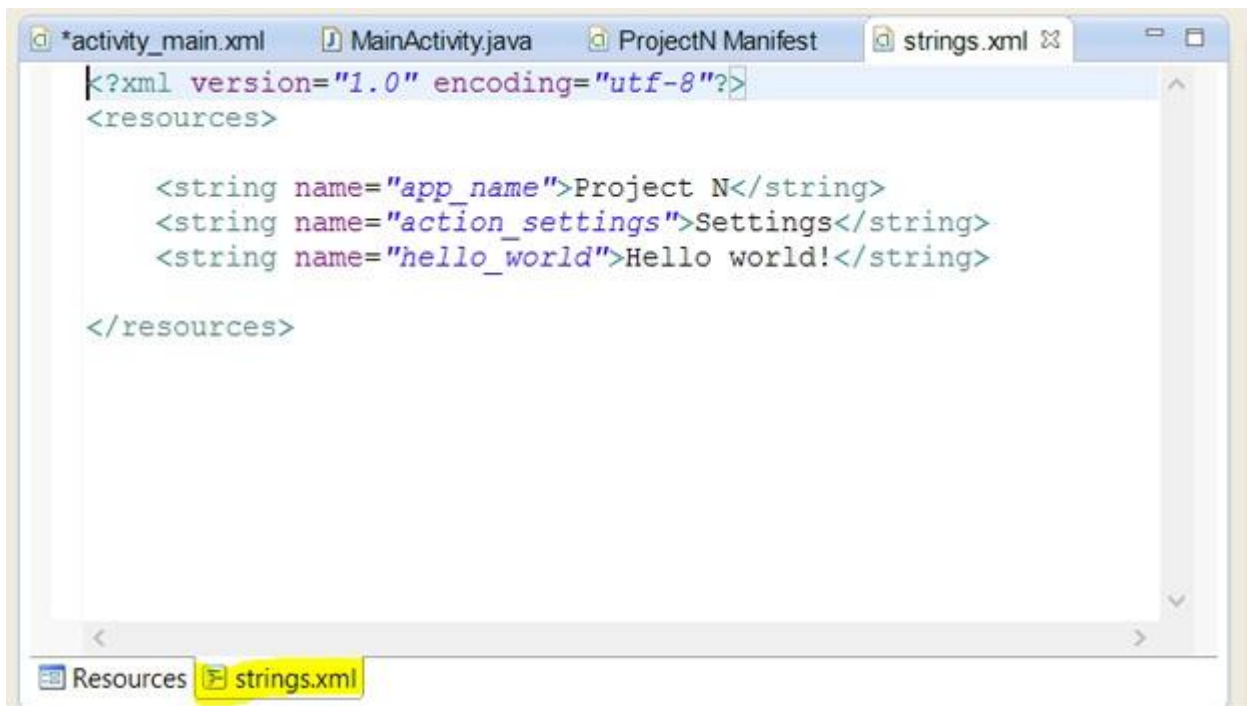 *activity_main.xml MainActivity.java ProjectN Manifest strings.xml
<?xml version="1.0" encoding="utf-8"?>
<resources>
<string name="app_name">Project N</string>
<string name="action_settings">Settings</string>
<string name="hello_world">Hello world!</string>
</resources>
Resources strings.xml